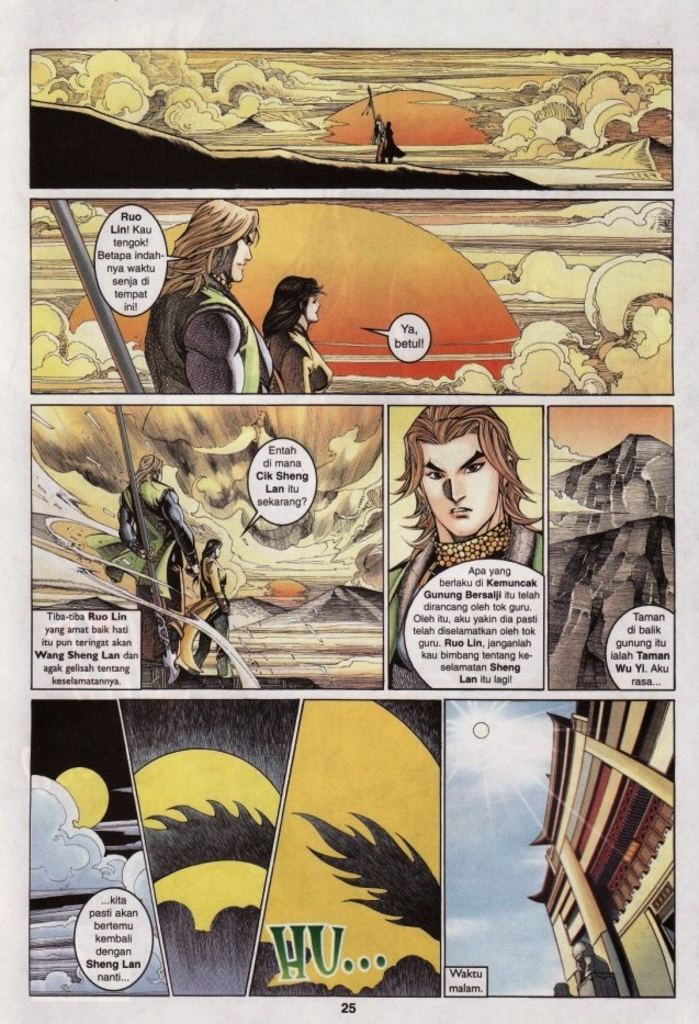 Ruo
Lin! Kau
tengok!
Betapa indah-
nya waktu
senja di
tempat
ini!
Ya,
betul!
Entah
di mana
Cik Sheng
Lan itu
sekarang?
Tiba-tiba Ruo Lin
yang amat baik hati
itu pun teringat akan
Wang Sheng Lan dan
agak gelisah tentang
keselamatannya.
Apa yang
berlaku di Kemuncak
Gunung Bersalji itu telah
dirancang oleh tok guru.
Oleh itu, aku yakin dia pasti
telah diselamatkan oleh tok
guru. Ruo Lin, janganlah
kau bimbang tentang ke-
selamatan Sheng
Lan itu lagi!
Taman
di balik
gunung itu
ialah Taman
Wu Yi. Aku
rasa...
...kita
pasti akan
bertemu
kembali
dengan
Sheng Lan
nanti...
HU...
Waktu
malam.
25